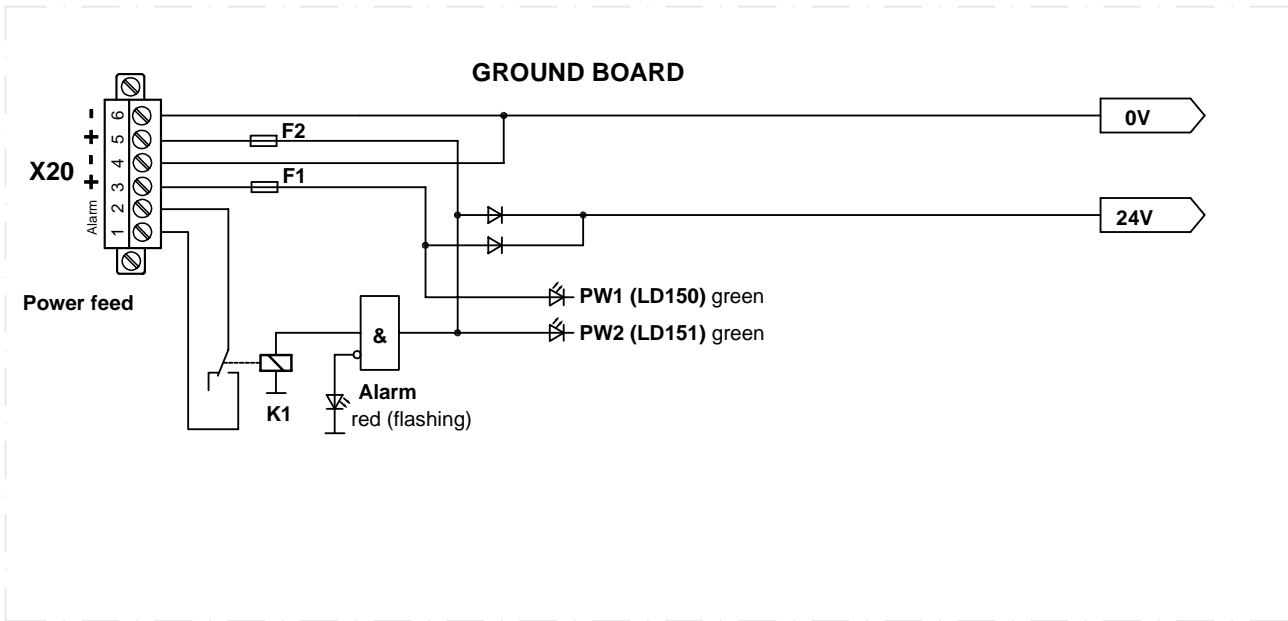 GROUND BOARD
- 6
+ 5
- 4
+ 3
Alarm 2
1
X20
F2
F1
0V
24V
Power feed
PW1 (LD150) green
PW2 (LD151) green
&
K1
Alarm
red (flashing)